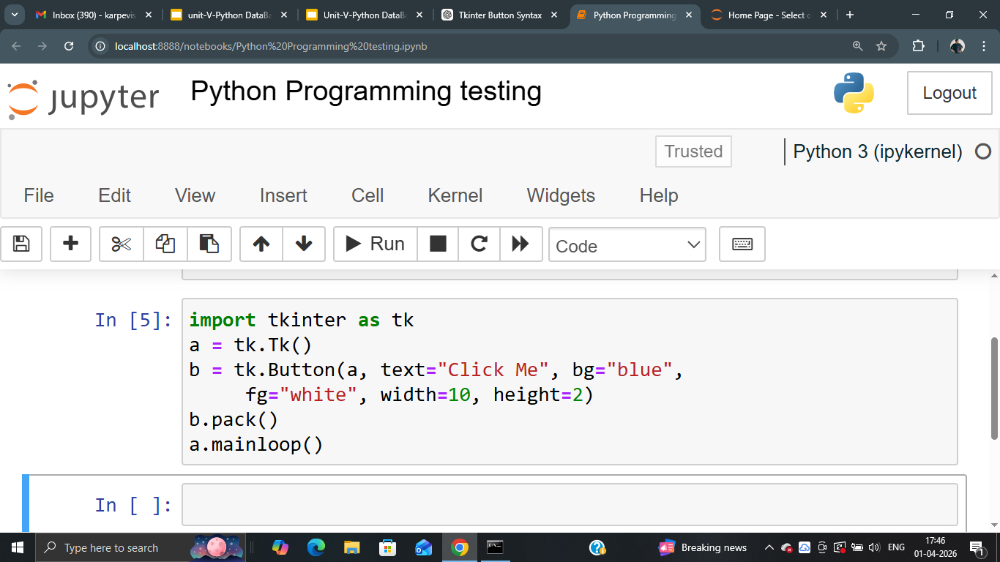 Inbox (390) - karpevis
unit-V-Python DataBa
Unit-V-Python DataBa
Tkinter Button Syntax
Python Programming
Home Page - Select o
localhost:8888/notebooks/Python%20Programming%20testing.ipynb
jupyter
Python Programming testing
Logout
Trusted
Python 3 (ipykernel)
File Edit View Insert Cell Kernel Widgets Help
Run
Code
In [5]:
import tkinter as tk
a = tk.Tk()
b = tk.Button(a, text="Click Me", bg="blue",
     fg="white", width=10, height=2)
b.pack()
a.mainloop()
In [ ]:
Type here to search
Breaking news
ENG
17:46
01-04-2026
1